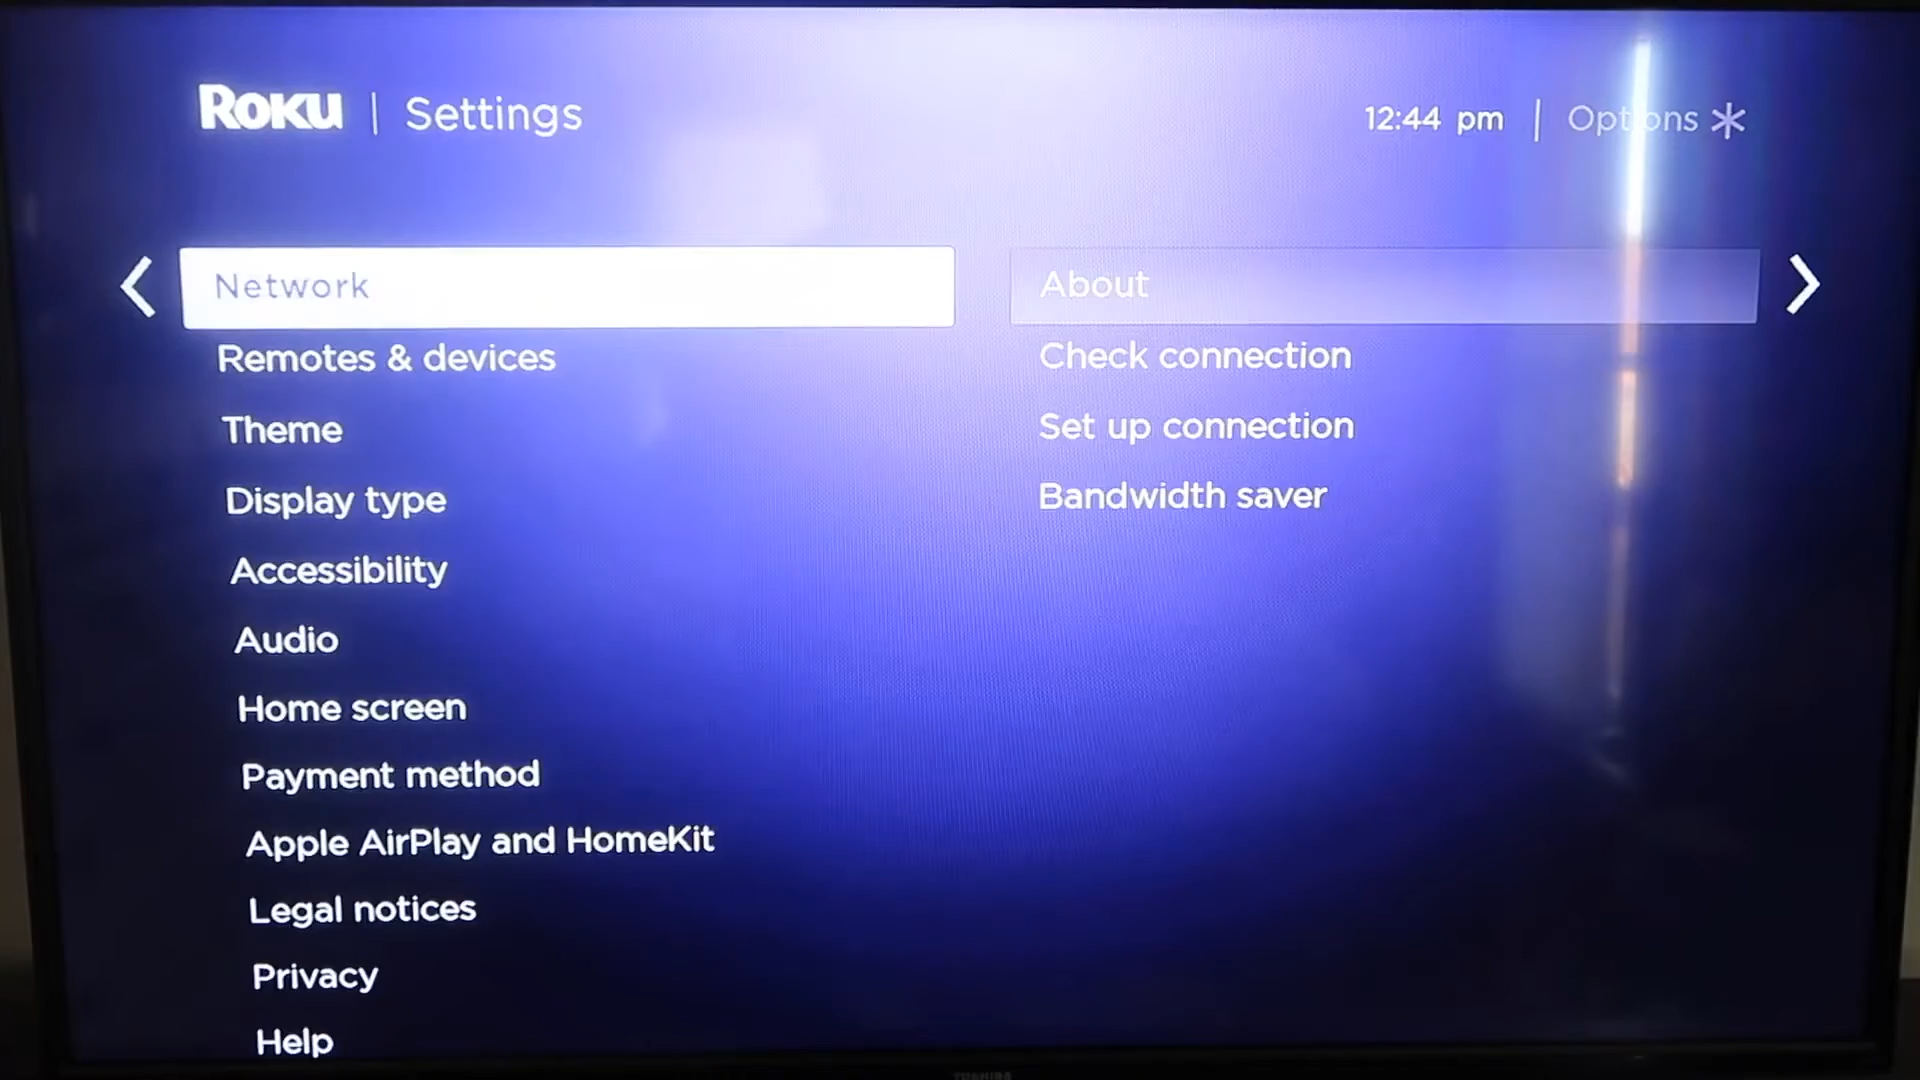 Roku | Settings
12:44 pm | Options *
Network
Remotes & devices
Theme
Display type
Accessibility
Audio
Home screen
Payment method
Apple AirPlay and HomeKit
Legal notices
Privacy
Help
About
Check connection
Set up connection
Bandwidth saver
TOSHIBA